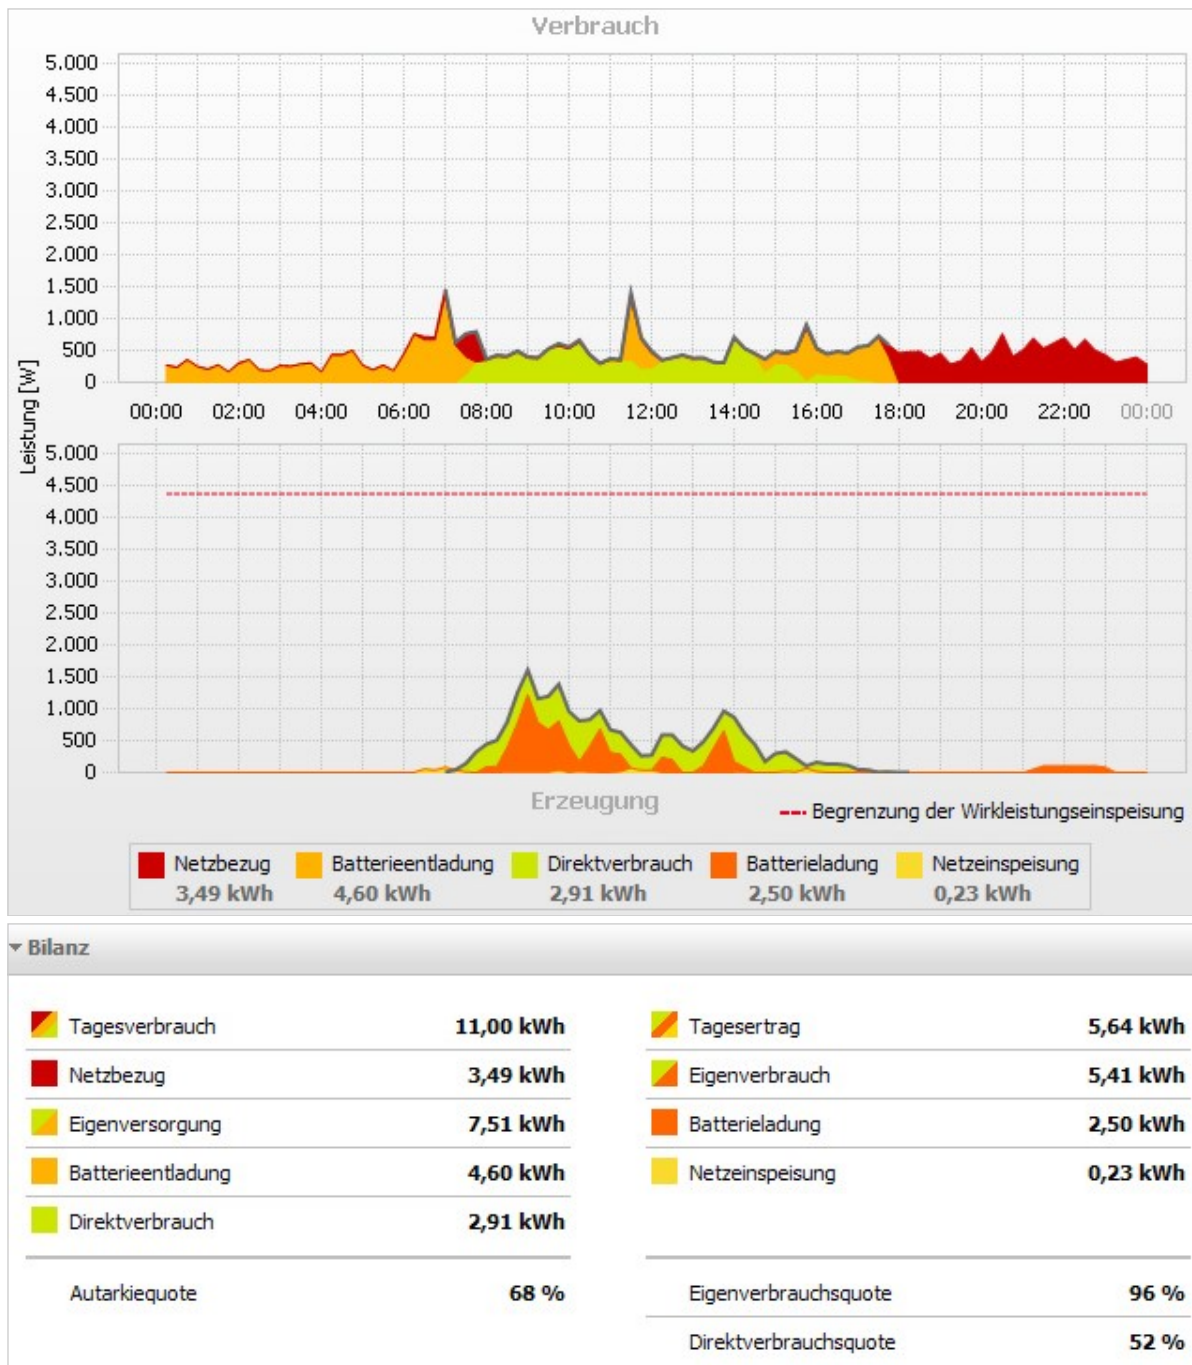 Verbrauch
5.000
4.500
4.000
3.500
3.000
2.500
2.000
1.500
1.000
500
0
00:00 02:00 04:00 06:00 08:00 10:00 12:00 14:00 16:00 18:00 20:00 22:00 00:00
Leistung [W]
5.000
4.500
4.000
3.500
3.000
2.500
2.000
1.500
1.000
500
0
Erzeugung
Begrenzung der Wirkleistungseinspeisung
Netzbezug Batterieentladung Direktverbrauch Batterieladung Netzeinspeisung
3,49 kWh 4,60 kWh 2,91 kWh 2,50 kWh 0,23 kWh
Bilanz
Tagesverbrauch 11,00 kWh Tagesertrag 5,64 kWh
Netzbezug 3,49 kWh Eigenverbrauch 5,41 kWh
Eigenversorgung 7,51 kWh Batterieladung 2,50 kWh
Batterieentladung 4,60 kWh Netzeinspeisung 0,23 kWh
Direktverbrauch 2,91 kWh
Autarkiequote 68 % Eigenverbrauchsquote 96 %
Direktverbrauchsquote 52 %